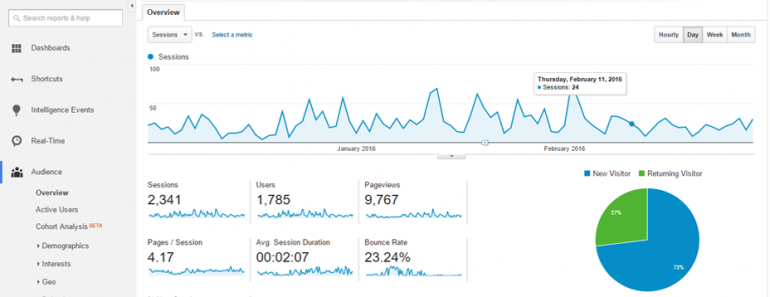 Search reports & help
Dashboards
Shortcuts
Intelligence Events
Real-Time
Audience
Overview
Active Users
Cohort Analysis BETA
Demographics
Interests
Geo
Overview
Sessions VS. Select a metric
Hourly Day Week Month
Sessions
100
50
Thursday, February 11, 2016
Sessions: 24
January 2016 February 2016
Sessions Users Pageviews
2,341 1,785 9,767
Pages / Session Avg. Session Duration Bounce Rate
4.17 00:02:07 23.24%
New Visitor Returning Visitor
27%
73%